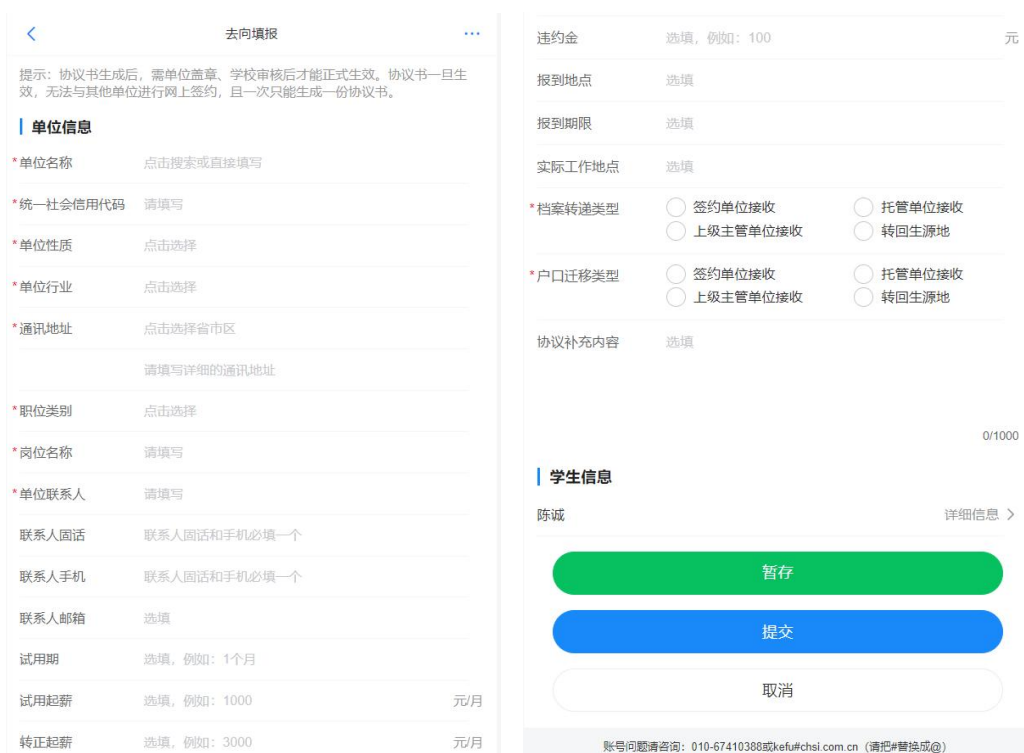 去向填报
提示：协议书生成后，需单位盖章、学校审核后才能正式生效。协议书一旦生
效，无法与其他单位进行网上签约，且一次只能生成一份协议书。
单位信息
*单位名称 点击搜索或直接填写
*统一社会信用代码 请填写
*单位性质 点击选择
*单位行业 点击选择
*通讯地址 点击选择省市区
请填写详细的通讯地址
*职位类别 点击选择
*岗位名称 请填写
*单位联系人 请填写
联系人固话 联系人固话和手机必填一个
联系人手机 联系人固话和手机必填一个
联系人邮箱 选填
试用期 选填，例如：1个月
试用起薪 选填，例如：1000 元/月
转正起薪 选填，例如：3000 元/月
违约金 选填，例如：100 元
报到地点 选填
报到期限 选填
实际工作地点 选填
*档案转递类型 签约单位接收 托管单位接收
上级主管单位接收 转回生源地
*户口迁移类型 签约单位接收 托管单位接收
上级主管单位接收 转回生源地
协议补充内容 选填
0/1000
学生信息
陈诚 详细信息
暂存
提交
取消
账号问题请咨询：010-67410388或kefu#chsi.com.cn（请把#替换成@）